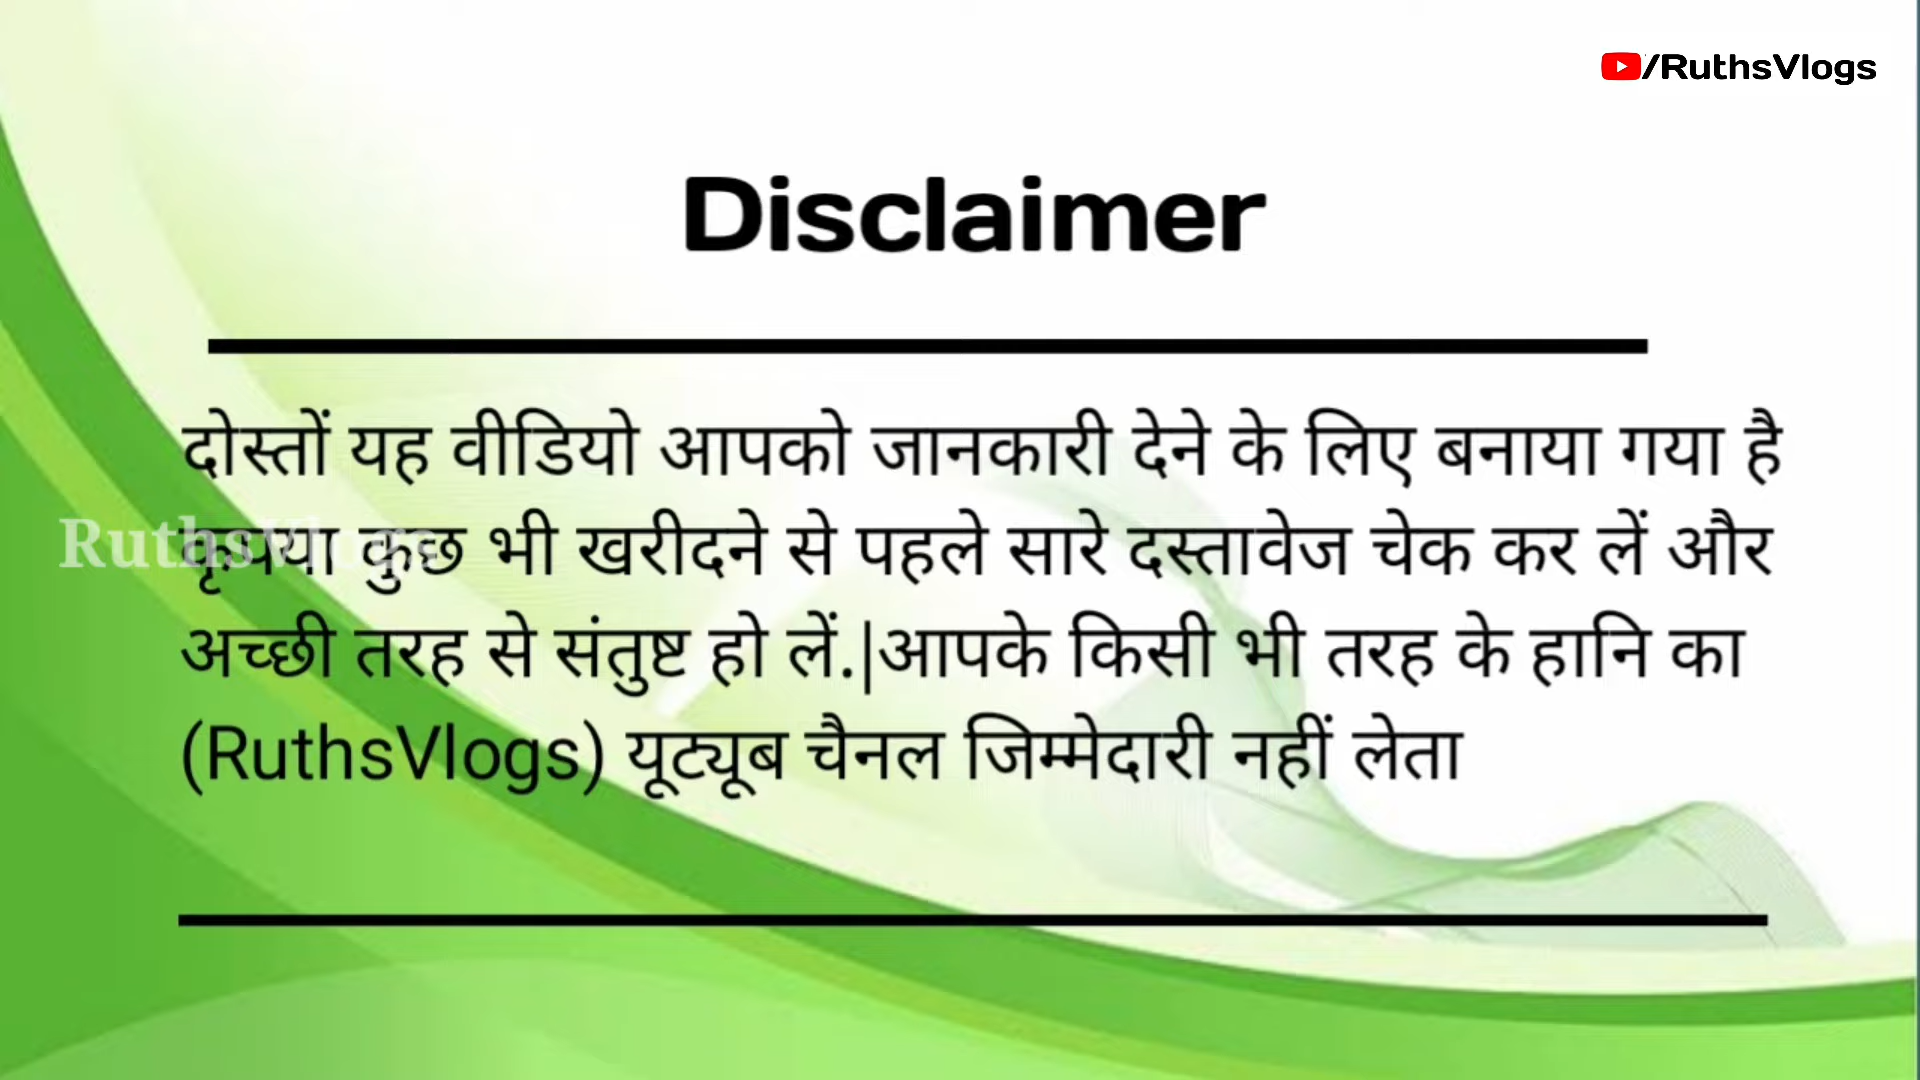 /RuthsVlogs
Disclaimer
दोस्तों यह वीडियो आपको जानकारी देने के लिए बनाया गया है
कृपया कुछ भी खरीदने से पहले सारे दस्तावेज चेक कर लें और
RuthsVlogs
अच्छी तरह से संतुष्ट हो लें.|आपके किसी भी तरह के हानि का
(RuthsVlogs) यूट्यूब चैनल जिम्मेदारी नहीं लेता